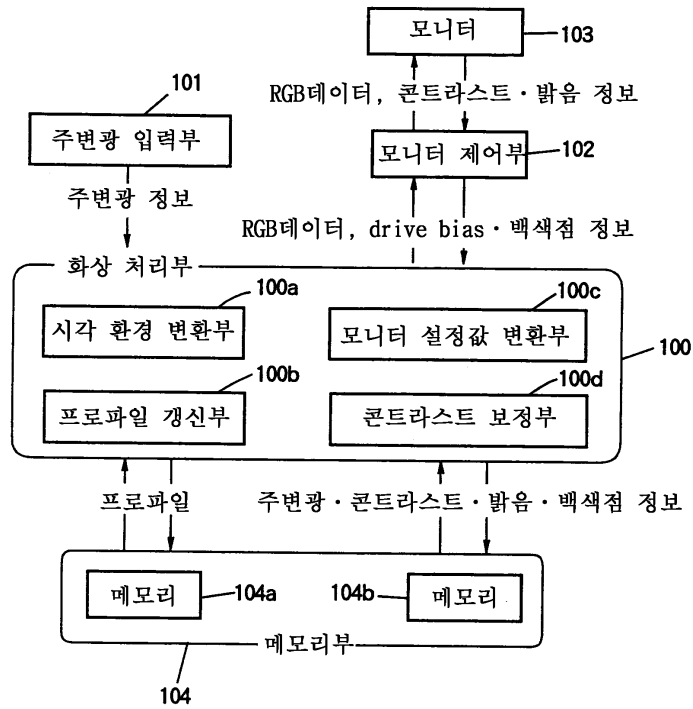 모니터
103
101
RGB데이터, 콘트라스트·밝음 정보
주변광 입력부
모니터 제어부
102
주변광 정보
RGB데이터, drive bias·백색점 정보
화상 처리부
100a
100c
시각 환경 변환부
모니터 설정값 변환부
100
100b
100d
프로파일 갱신부
콘트라스트 보정부
프로파일
주변광·콘트라스트·밝음·백색점 정보
메모리
104a
104b
메모리
메모리부
104